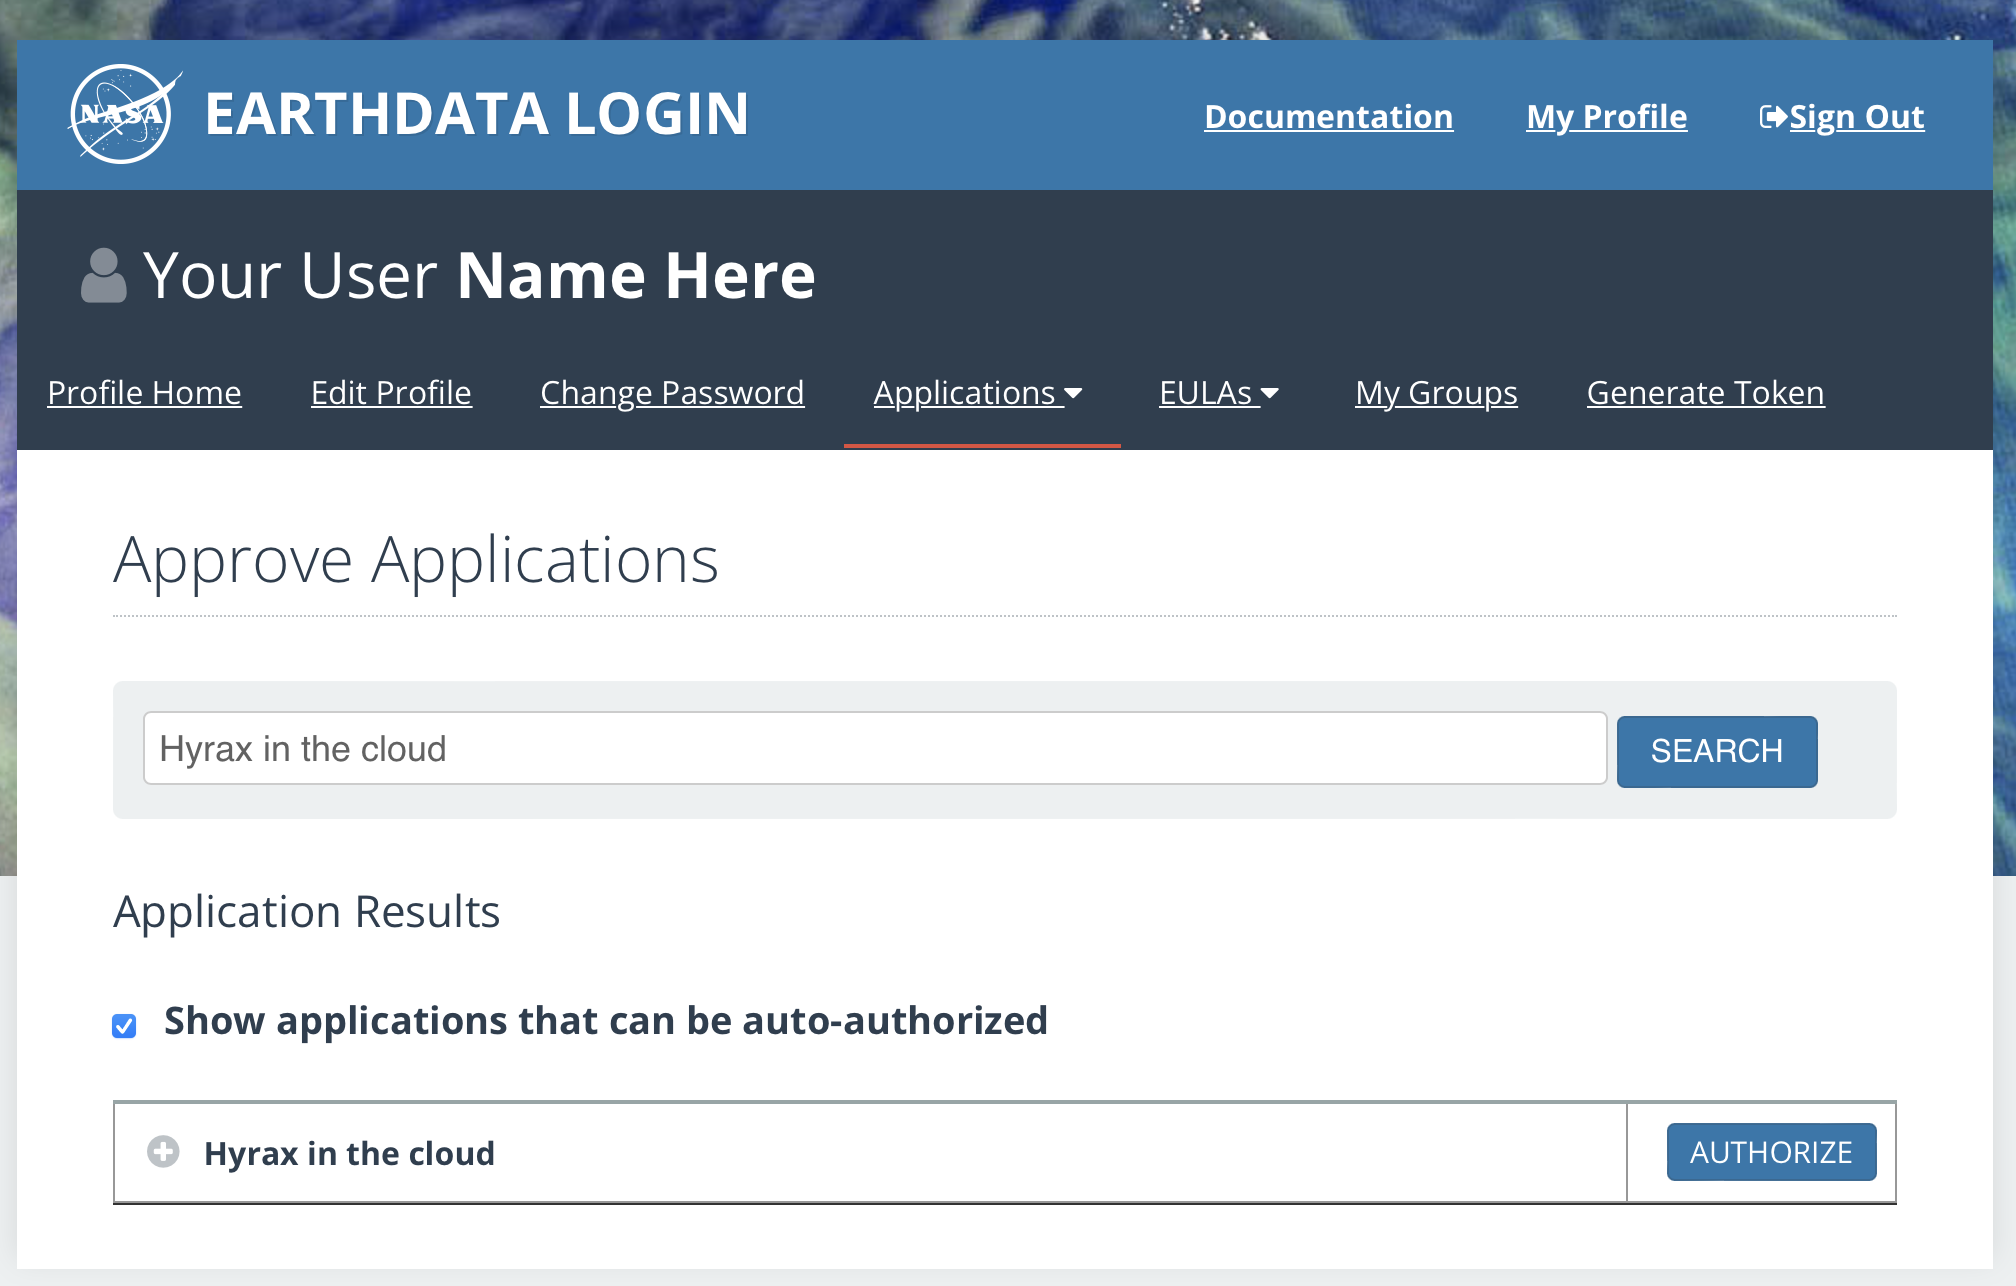 NASA EARTHDATA LOGIN Documentation My Profile Sign Out
Your User Name Here
Profile Home Edit Profile Change Password Applications EULAs My Groups Generate Token
Approve Applications
Hyrax in the cloud SEARCH
Application Results
Show applications that can be auto-authorized
Hyrax in the cloud AUTHORIZE